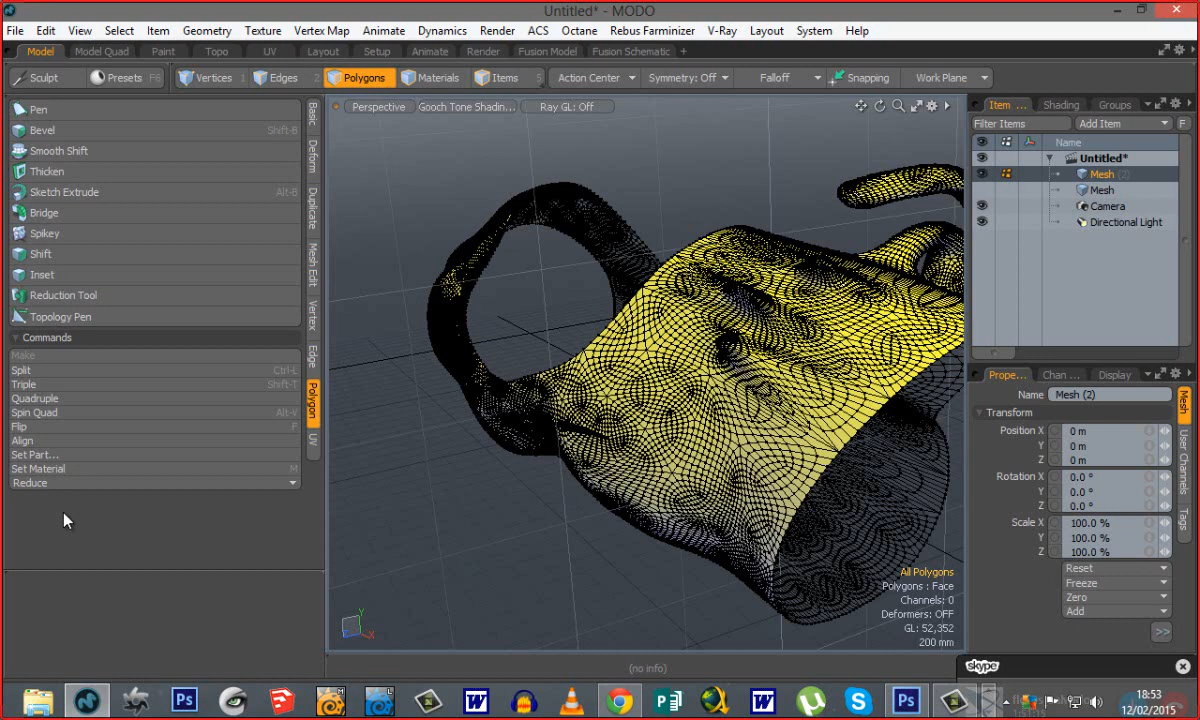 Untitled* - MODO
File Edit View Select Item Geometry Texture Vertex Map Animate Dynamics Render ACS Octane Rebus Farminizer V-Ray Layout System Help
Model Model Quad Paint Topo UV Layout Setup Animate Render Fusion Model Fusion Schematic +
Sculpt Presets F6 Vertices 1 Edges 2 Polygons Materials Items 5 Action Center Symmetry: Off Falloff Snapping Work Plane
Pen
Bevel Shift-B
Smooth Shift
Thicken
Sketch Extrude Alt-B
Bridge
Spikey
Shift
Inset
Reduction Tool
Topology Pen
Commands
Make
Split Ctrl-L
Triple Shift-T
Quadruple
Spin Quad Alt-V
Flip F
Align
Set Part...
Set Material M
Reduce
Basic
Deform
Duplicate
Mesh Edit
Vertex
Edge
Polygon
UV
Perspective Gooch Tone Shadin... Ray GL: Off
All Polygons
Polygons : Face
Channels: 0
Deformers: OFF
GL: 52,352
200 mm
(no info)
Item ... Shading Groups
Filter Items Add Item F
Name
Untitled*
Mesh (2)
Mesh
Camera
Directional Light
Prope... Chan ... Display
Name Mesh (2)
Transform
Position X 0 m
Y 0 m
Z 0 m
Rotation X 0.0 °
Y 0.0 °
Z 0.0 °
Scale X 100.0 %
Y 100.0 %
Z 100.0 %
Reset
Freeze
Zero
Add
>>
Mesh
User Channels
Tags
skype
18:53
12/02/2015